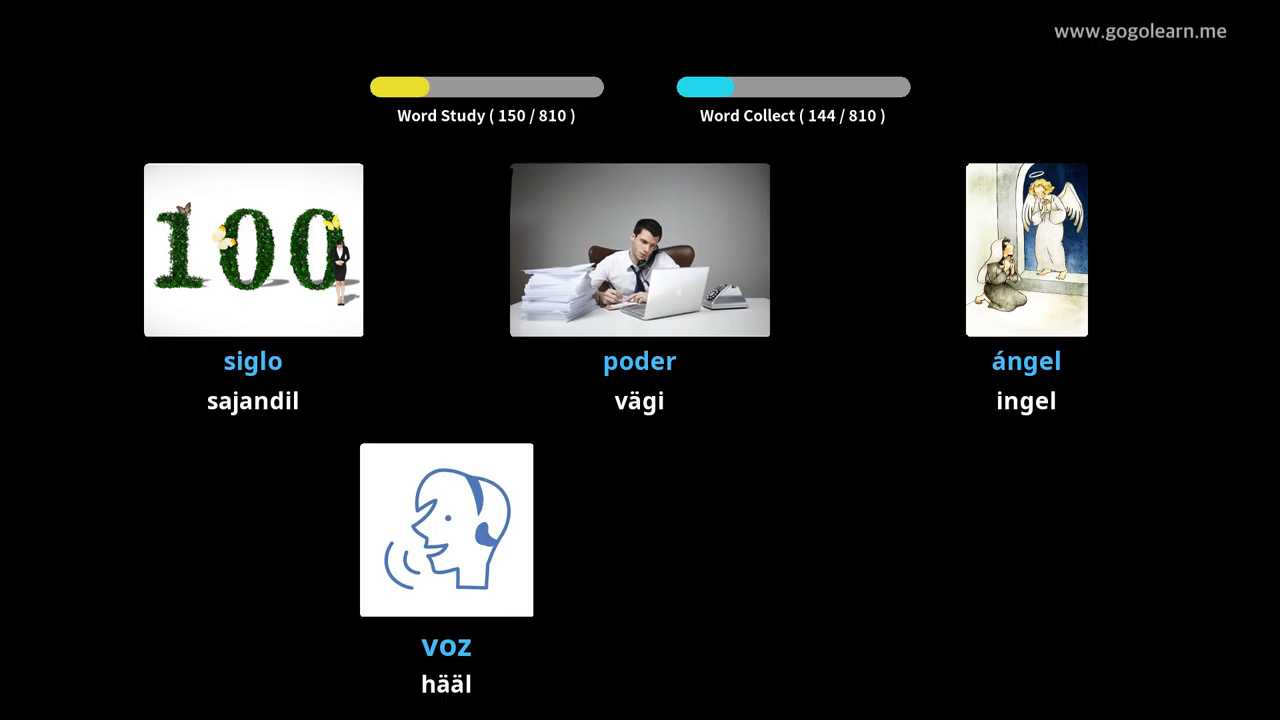 www.gogolearn.me
Word Study ( 150 / 810 )
Word Collect ( 144 / 810 )
100
siglo
poder
ángel
sajandil
vägi
ingel
voz
hääl